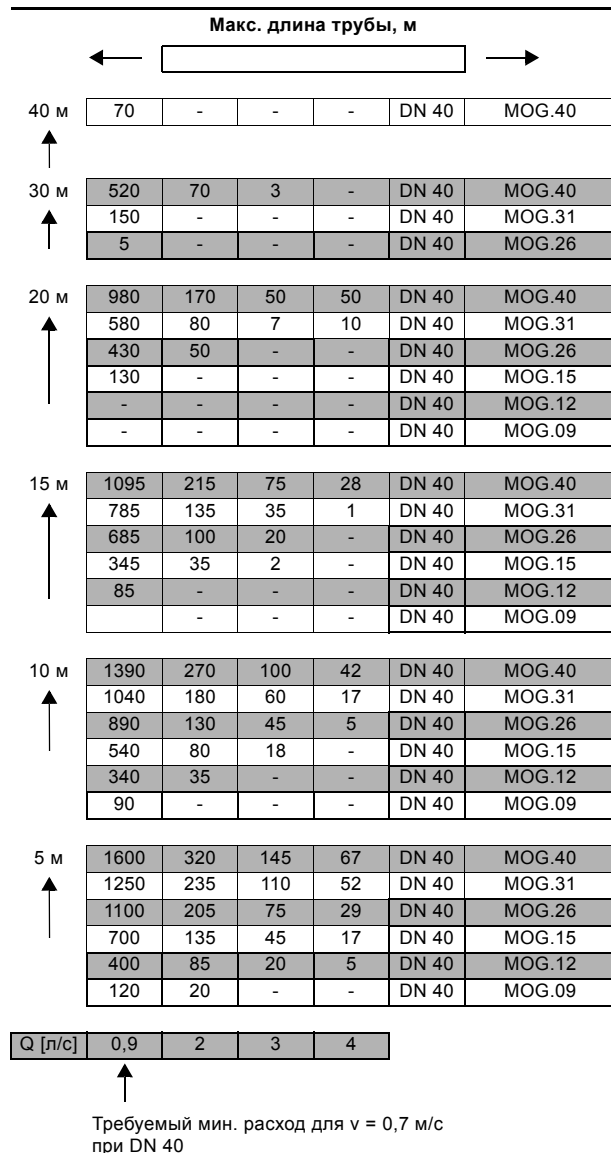 Макс. длина трубы, м
40 м 70 - - - DN 40 MOG.40
30 м 520 70 3 - DN 40 MOG.40
150 - - - DN 40 MOG.31
5 - - - DN 40 MOG.26
20 м 980 170 50 50 DN 40 MOG.40
580 80 7 10 DN 40 MOG.31
430 50 - - DN 40 MOG.26
130 - - - DN 40 MOG.15
- - - - DN 40 MOG.12
- - - - DN 40 MOG.09
15 м 1095 215 75 28 DN 40 MOG.40
785 135 35 1 DN 40 MOG.31
685 100 20 - DN 40 MOG.26
345 35 2 - DN 40 MOG.15
85 - - - DN 40 MOG.12
- - - DN 40 MOG.09
10 м 1390 270 100 42 DN 40 MOG.40
1040 180 60 17 DN 40 MOG.31
890 130 45 5 DN 40 MOG.26
540 80 18 - DN 40 MOG.15
340 35 - - DN 40 MOG.12
90 - - - DN 40 MOG.09
5 м 1600 320 145 67 DN 40 MOG.40
1250 235 110 52 DN 40 MOG.31
1100 205 75 29 DN 40 MOG.26
700 135 45 17 DN 40 MOG.15
400 85 20 5 DN 40 MOG.12
120 20 - - DN 40 MOG.09
Q [л/с] 0,9 2 3 4
Требуемый мин. расход для v = 0,7 м/с
при DN 40